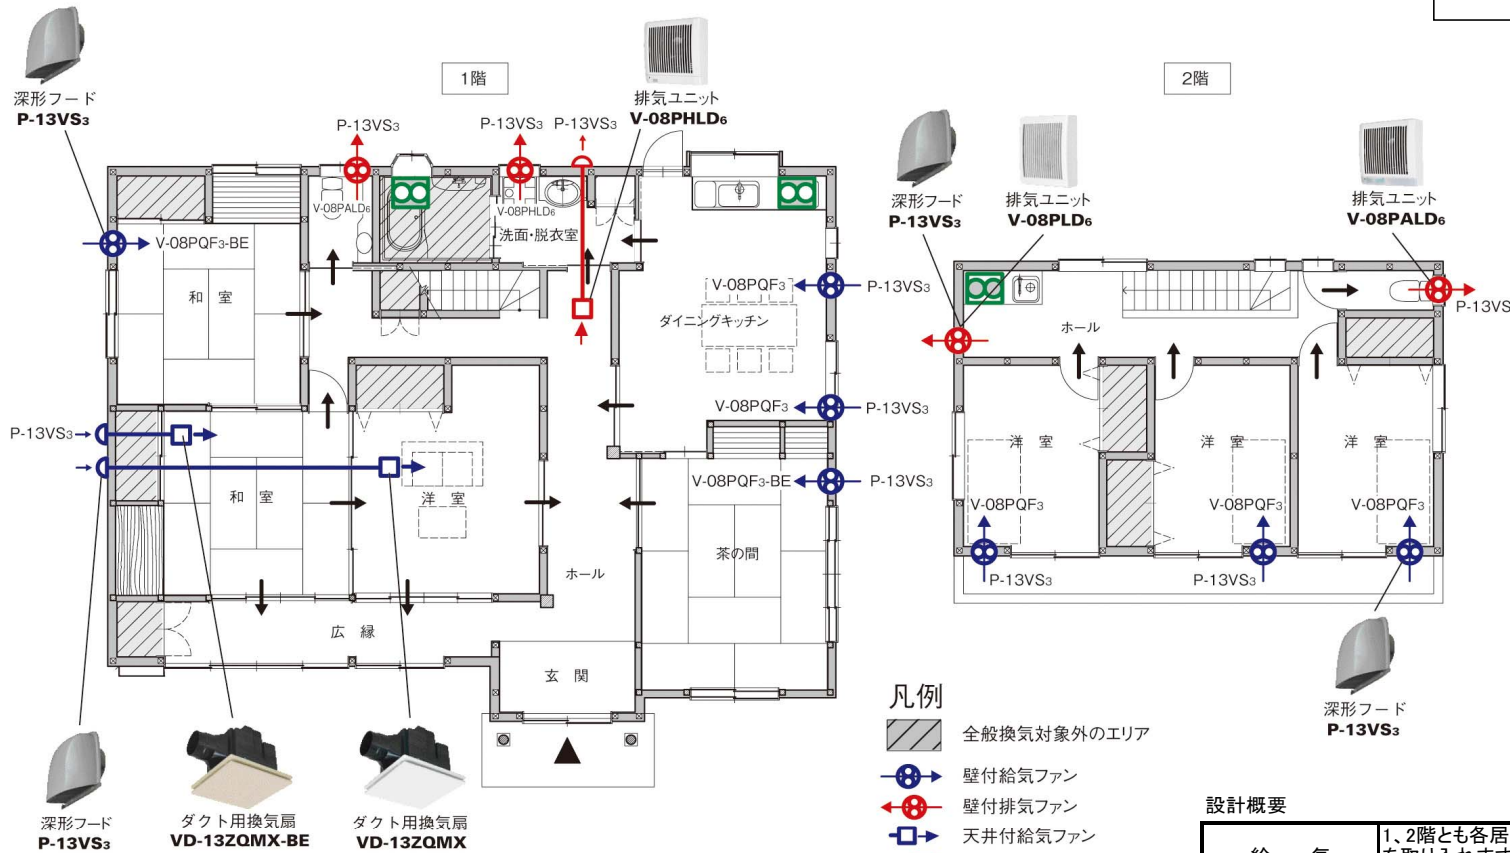 1階
2階
深形フード
P-13VS3
排気ユニット
V-08PHLD6
P-13VS3
P-13VS3
P-13VS3
深形フード
P-13VS3
排気ユニット
V-08PLD6
排気ユニット
V-08PALD6
V-08PALD6
V-08PHLD6
洗面・脱衣室
V-08PQF3-BE
和 室
V-08PQF3
P-13VS3
ダイニングキッチン
V-08PQF3
P-13VS3
P-13VS3
V-08PQF3-BE
P-13VS3
和 室
洋 室
ホール
茶の間
広 縁
玄 関
ホール
P-13VS
洋 室
洋 室
洋 室
V-08PQF3
V-08PQF3
V-08PQF3
P-13VS3
P-13VS3
深形フード
P-13VS3
深形フード
P-13VS3
ダクト用換気扇
VD-13ZQMX-BE
ダクト用換気扇
VD-13ZQMX
凡例
全般換気対象外のエリア
壁付給気ファン
壁付排気ファン
天井付給気ファン
設計概要
1、2階とも各居